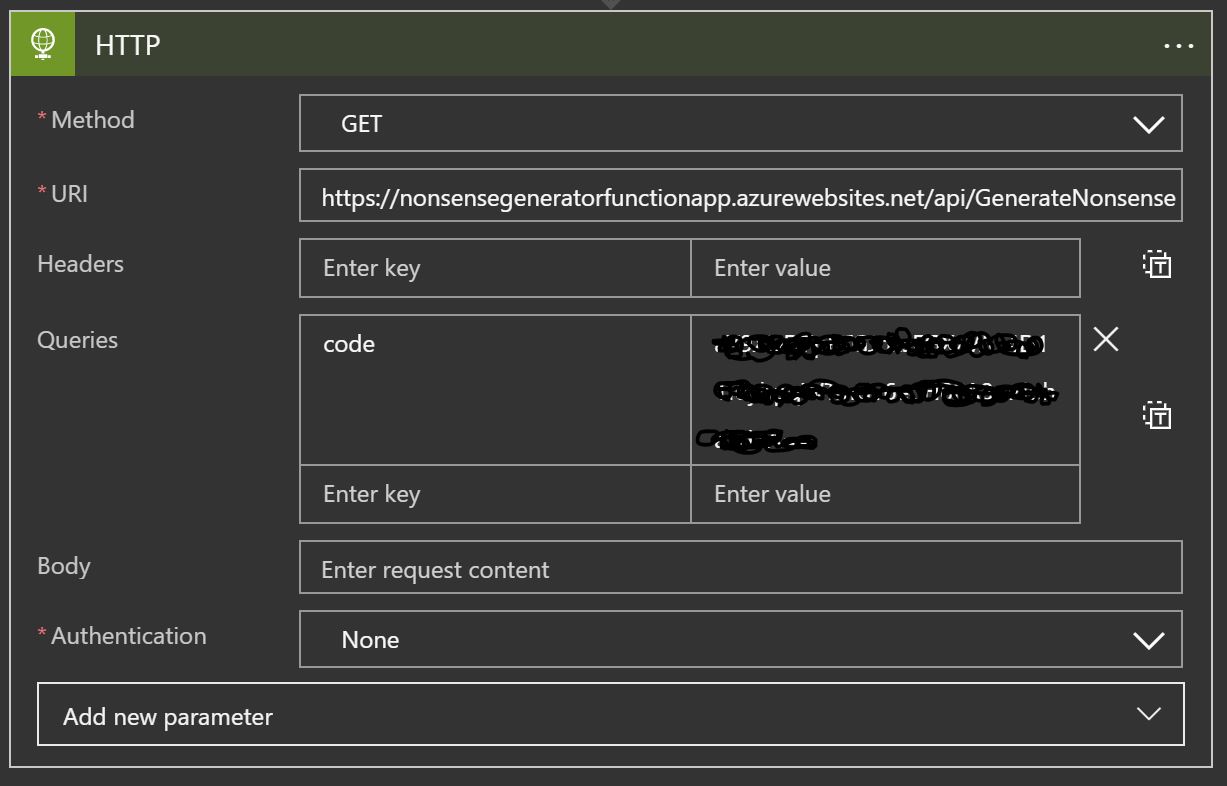 HTTP
...
* Method
GET
* URI
https://nonsensegeneratorfunctionapp.azurewebsites.net/api/GenerateNonsense
Headers
Enter key
Enter value
T
Queries
code
T
Enter key
Enter value
Body
Enter request content
* Authentication
None
Add new parameter